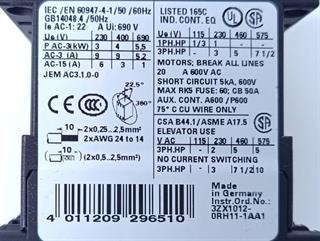 IEC / EN 60947-4-1/ 50 / 60Hz
GB14048.4 / 50Hz
Ie AC-1: 22 A Ui: 690 V
Ue (V) 230 400 690
P AC-3(kW) 3 4 5,5
AC-3 (A) 9 9 5,2
AC-15 (A) 6 3 1
JEM AC3.1.0-0
22.5°
360°
CCC
10 2x0,25...2,5mm²
2xAWG 24 to 14
10 (2x0,5...2,5mm²)
4 011209 296510
LISTED 165C
IND. CONT. EQ
Ue (V) 115 230 460 575
1PH.HP 1/3 1 - -
3PH.HP - 3 5 7 1/2
MOTORS; BREAK ALL LINES
20 A 600V AC
SHORT CIRCUIT 5kA, 600V
MAX RK5 FUSE: 60; CB 50A
AUX. CONT. A600 / P600
75° C CU WIRE ONLY
CSA B44.1/ ASME A17.5
ELEVATOR USE
V AC 115 230 460 575
3PH.HP - 2 5 5
NO CURRENT SWITCHING
3PH.HP - 3 7 1/2
Made
in Germany
Instr.Ord.No.:
3ZX1012-
0RH11-1AA1